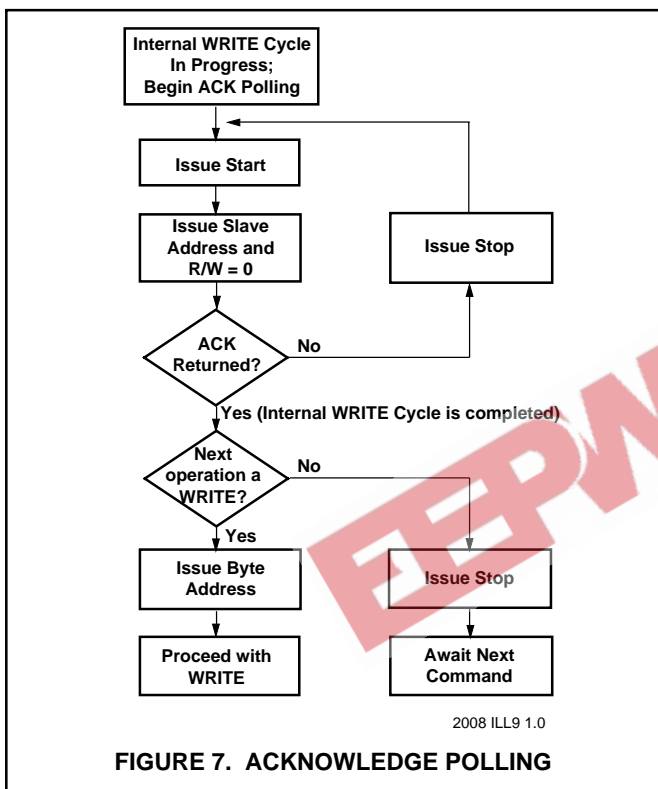 Internal WRITE Cycle
In Progress;
Begin ACK Polling
Issue Start
Issue Slave
Address and
R/W = 0
Issue Stop
ACK
Returned?
No
Yes (Internal WRITE Cycle is completed)
Next
operation a
WRITE?
No
Yes
Issue Byte
Address
Issue Stop
Proceed with
WRITE
Await Next
Command
EEPW
2008 ILL9 1.0
FIGURE 7. ACKNOWLEDGE POLLING